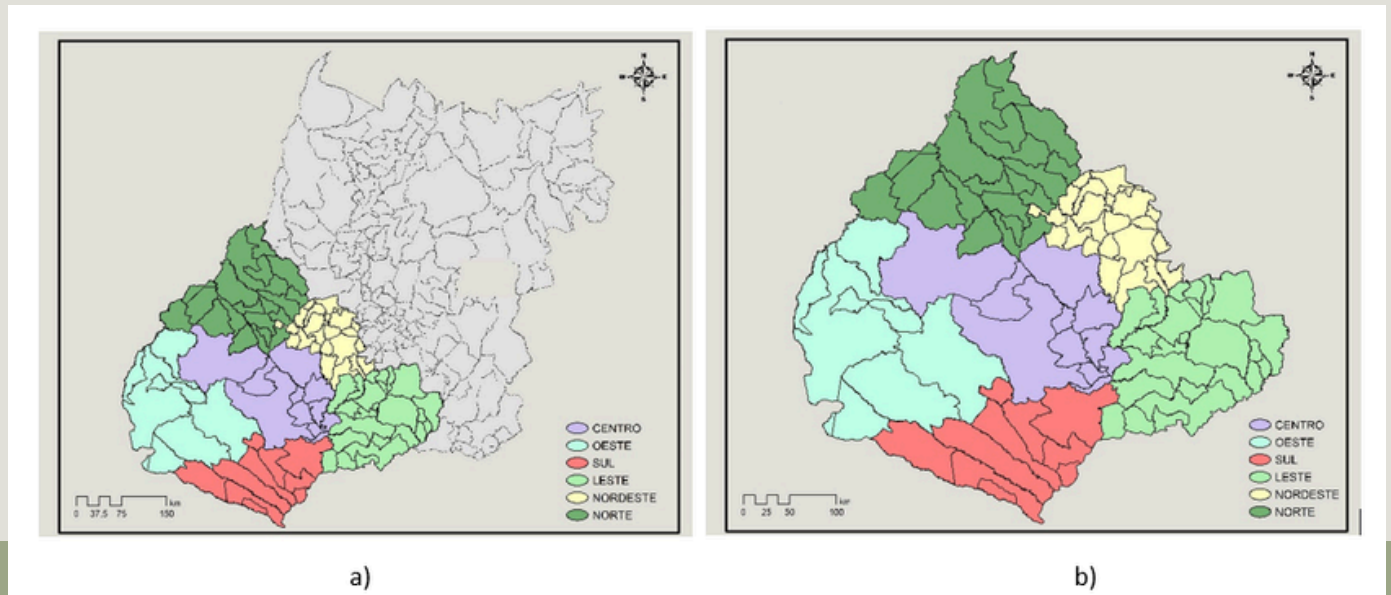 N
W E
S
CENTRO
OESTE
SUL
LESTE
NORDESTE
NORTE
km
0 37,5 75 150
N
W E
S
CENTRO
OESTE
SUL
LESTE
NORDESTE
NORTE
km
0 25 50 100
a)
b)